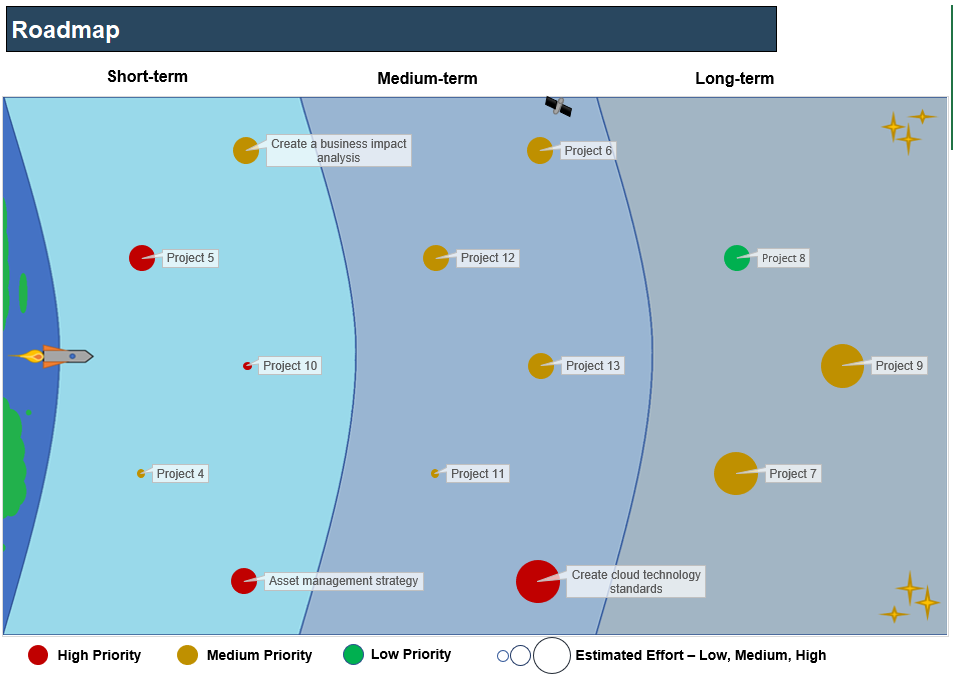 Roadmap
Short-term
Medium-term
Long-term
Create a business impact
analysis
Project 6
Project 5
Project 12
Project 8
Project 10
Project 13
Project 9
Project 4
Project 11
Project 7
Asset management strategy
Create cloud technology
standards
High Priority
Medium Priority
Low Priority
Estimated Effort – Low, Medium, High